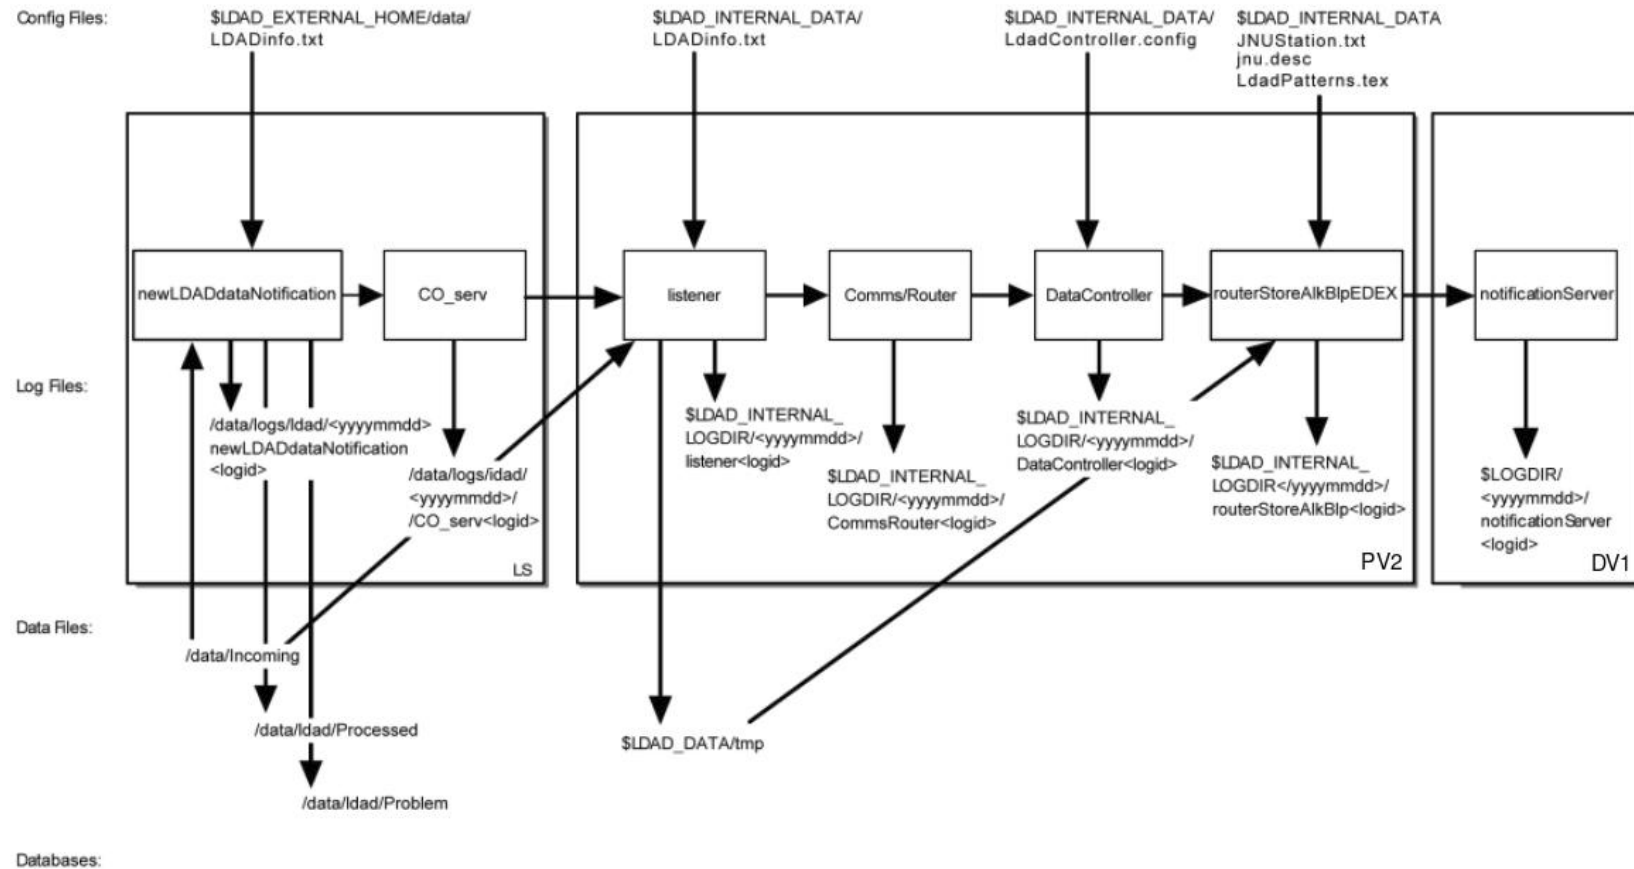 Config Files:
$LDAD_EXTERNAL_HOME/data/
LDADinfo.txt
$LDAD_INTERNAL_DATA/
LDADinfo.txt
$LDAD_INTERNAL_DATA/
LdadController.config
$LDAD_INTERNAL_DATA
JNUStation.txt
jnu.desc
LdadPatterns.tex
newLDADdataNotification
CO_serv
listener
Comms/Router
DataController
routerStoreAlkBlpEDEX
notificationServer
Log Files:
/data/logs/ldad/<yyyymmdd>
newLDADdataNotification
<logid>
/data/logs/idad/
<yyyymmdd>/
/CO_serv<logid>
$LDAD_INTERNAL_
LOGDIR/<yyyymmdd>/
listener<logid>
$LDAD_INTERNAL_
LOGDIR/<yyyymmdd>/
CommsRouter<logid>
$LDAD_INTERNAL_
LOGDIR/<yyyymmdd>/
DataController<logid>
$LDAD_INTERNAL_
LOGDIR</yyyymmdd>/
routerStoreAlkBlp<logid>
$LOGDIR/
<yyyymmdd>/
notificationServer
<logid>
LS
PV2
DV1
Data Files:
/data/Incoming
/data/ldad/Processed
$LDAD_DATA/tmp
/data/ldad/Problem
Databases: